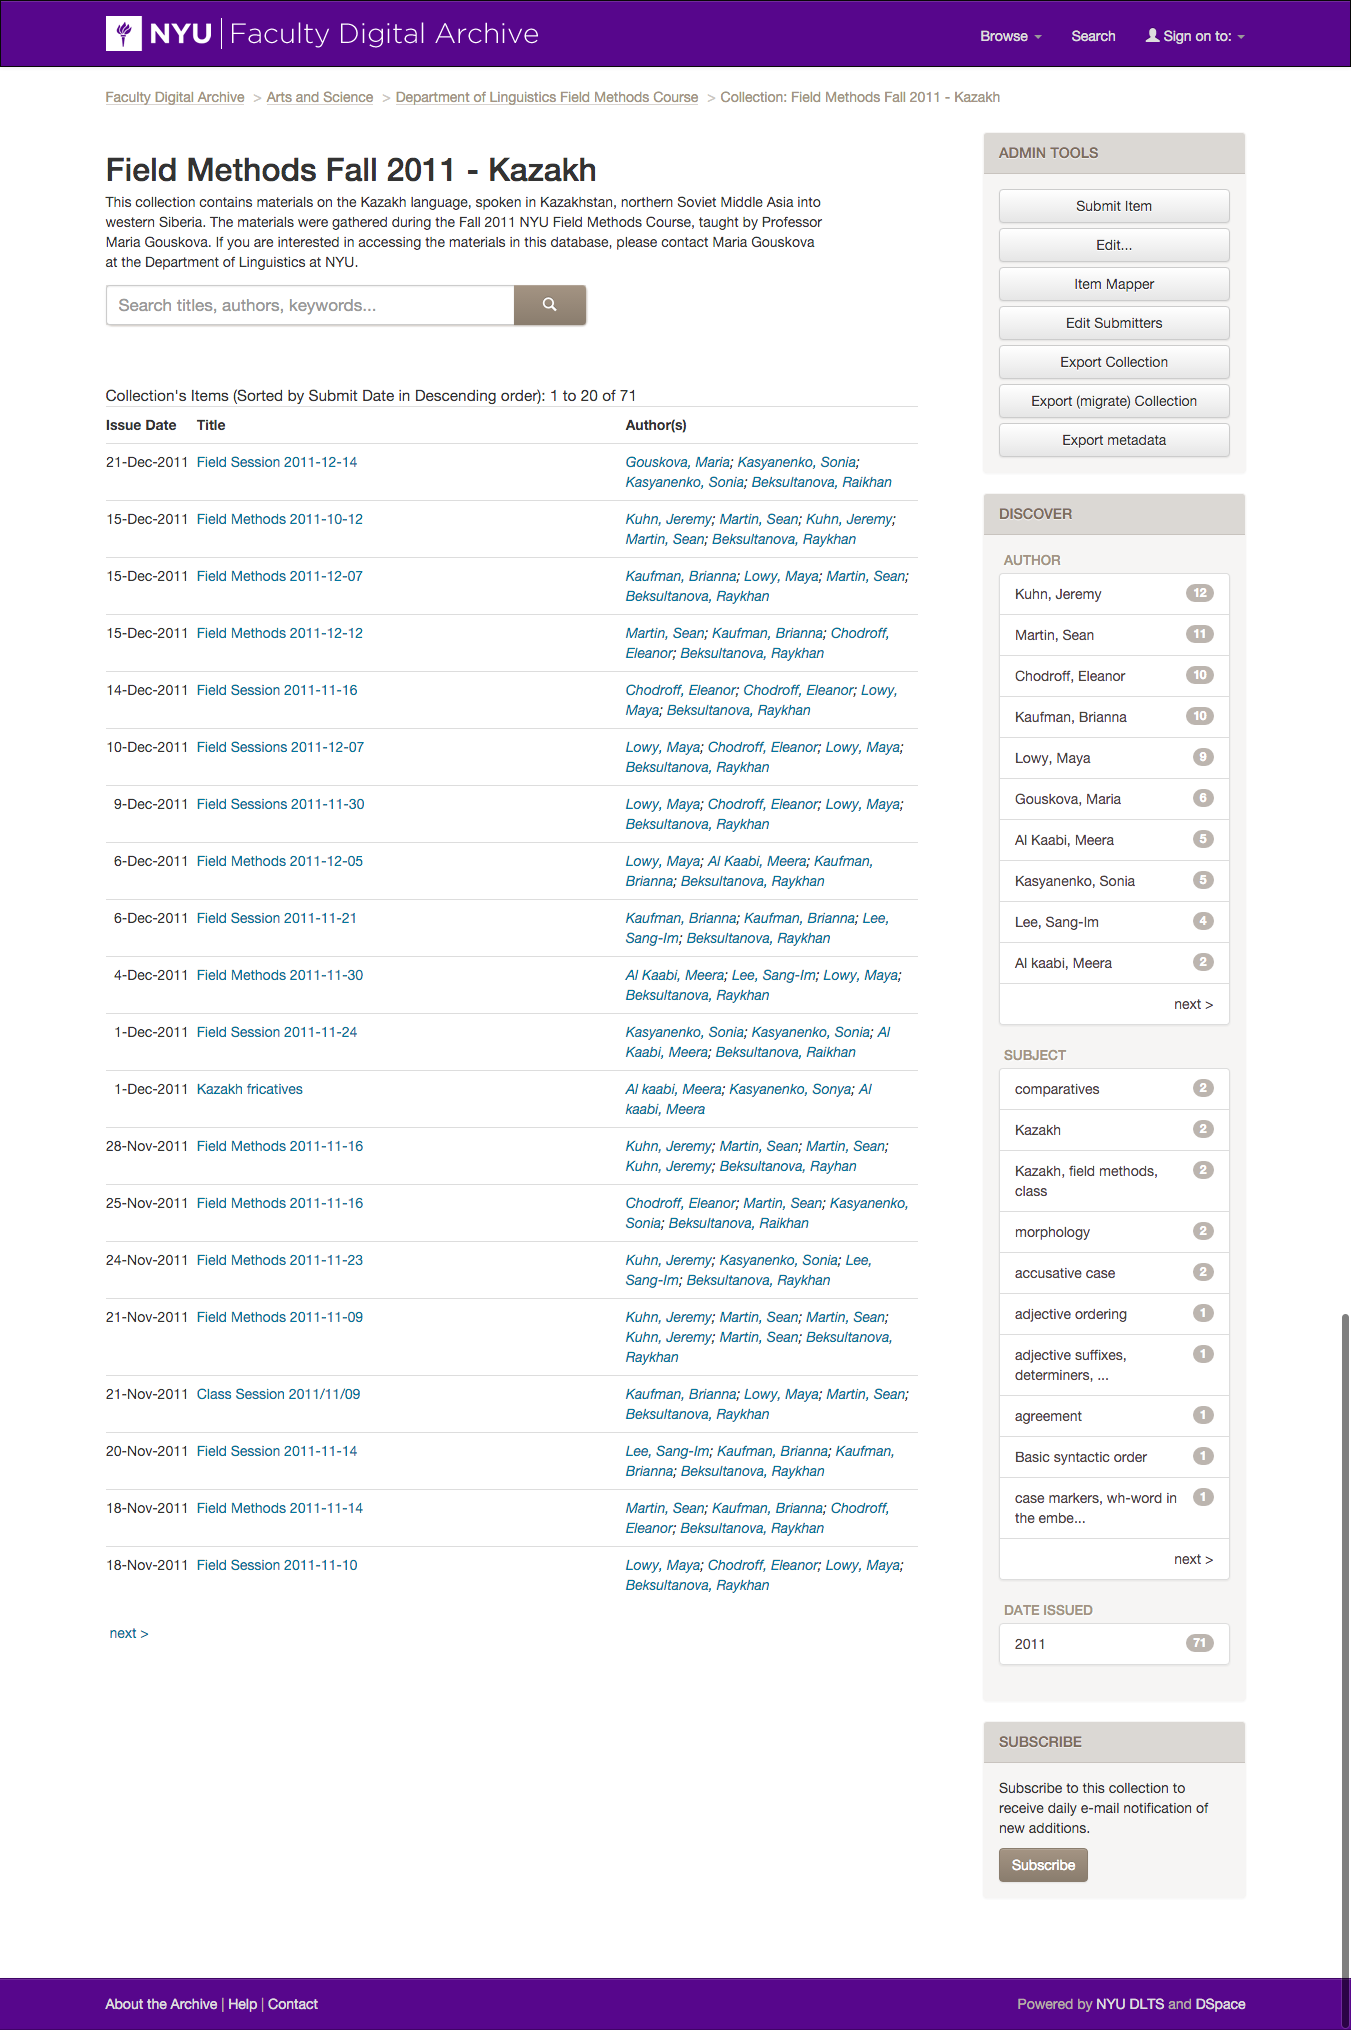 NYU | Faculty Digital Archive
Browse
Search
Sign on to:
Faculty Digital Archive > Arts and Science > Department of Linguistics Field Methods Course > Collection: Field Methods Fall 2011 - Kazakh
Field Methods Fall 2011 - Kazakh
This collection contains materials on the Kazakh language, spoken in Kazakhstan, northern Soviet Middle Asia into
western Siberia. The materials were gathered during the Fall 2011 NYU Field Methods Course, taught by Professor
Maria Gouskova. If you are interested in accessing the materials in this database, please contact Maria Gouskova
at the Department of Linguistics at NYU.
Search titles, authors, keywords...
Collection's Items (Sorted by Submit Date in Descending order): 1 to 20 of 71
Issue Date Title Author(s)
21-Dec-2011 Field Session 2011-12-14 Gouskova, Maria; Kasyanenko, Sonia;
Kasyanenko, Sonia; Beksultanova, Raikhan
15-Dec-2011 Field Methods 2011-10-12 Kuhn, Jeremy; Martin, Sean; Kuhn, Jeremy;
Martin, Sean; Beksultanova, Raykhan
15-Dec-2011 Field Methods 2011-12-07 Kaufman, Brianna; Lowy, Maya; Martin, Sean;
Beksultanova, Raykhan
15-Dec-2011 Field Methods 2011-12-12 Martin, Sean; Kaufman, Brianna; Chodroff,
Eleanor; Beksultanova, Raykhan
14-Dec-2011 Field Session 2011-11-16 Chodroff, Eleanor; Chodroff, Eleanor; Lowy,
Maya; Beksultanova, Raykhan
10-Dec-2011 Field Sessions 2011-12-07 Lowy, Maya; Chodroff, Eleanor; Lowy, Maya;
Beksultanova, Raykhan
9-Dec-2011 Field Sessions 2011-11-30 Lowy, Maya; Chodroff, Eleanor; Lowy, Maya;
Beksultanova, Raykhan
6-Dec-2011 Field Methods 2011-12-05 Lowy, Maya; Al Kaabi, Meera; Kaufman,
Brianna; Beksultanova, Raykhan
6-Dec-2011 Field Session 2011-11-21 Kaufman, Brianna; Kaufman, Brianna; Lee,
Sang-Im; Beksultanova, Raykhan
4-Dec-2011 Field Methods 2011-11-30 Al Kaabi, Meera; Lee, Sang-Im; Lowy, Maya;
Beksultanova, Raykhan
1-Dec-2011 Field Session 2011-11-24 Kasyanenko, Sonia; Kasyanenko, Sonia; Al
Kaabi, Meera; Beksultanova, Raikhan
1-Dec-2011 Kazakh fricatives Al kaabi, Meera; Kasyanenko, Sonya; Al
kaabi, Meera
28-Nov-2011 Field Methods 2011-11-16 Kuhn, Jeremy; Martin, Sean; Martin, Sean;
Kuhn, Jeremy; Beksultanova, Rayhan
25-Nov-2011 Field Methods 2011-11-16 Chodroff, Eleanor; Martin, Sean; Kasyanenko,
Sonia; Beksultanova, Raikhan
24-Nov-2011 Field Methods 2011-11-23 Kuhn, Jeremy; Kasyanenko, Sonia; Lee,
Sang-Im; Beksultanova, Raykhan
21-Nov-2011 Field Methods 2011-11-09 Kuhn, Jeremy; Martin, Sean; Martin, Sean;
Kuhn, Jeremy; Martin, Sean; Beksultanova,
Raykhan
21-Nov-2011 Class Session 2011/11/09 Kaufman, Brianna; Lowy, Maya; Martin, Sean;
Beksultanova, Raykhan
20-Nov-2011 Field Session 2011-11-14 Lee, Sang-Im; Kaufman, Brianna; Kaufman,
Brianna; Beksultanova, Raykhan
18-Nov-2011 Field Methods 2011-11-14 Martin, Sean; Kaufman, Brianna; Chodroff,
Eleanor; Beksultanova, Raykhan
18-Nov-2011 Field Session 2011-11-10 Lowy, Maya; Chodroff, Eleanor; Lowy, Maya;
Beksultanova, Raykhan
next >
ADMIN TOOLS
Submit Item
Edit...
Item Mapper
Edit Submitters
Export Collection
Export (migrate) Collection
Export metadata
DISCOVER
AUTHOR
Kuhn, Jeremy 12
Martin, Sean 11
Chodroff, Eleanor 10
Kaufman, Brianna 10
Lowy, Maya 9
Gouskova, Maria 6
Al Kaabi, Meera 5
Kasyanenko, Sonia 5
Lee, Sang-Im 4
Al kaabi, Meera 2
next >
SUBJECT
comparatives 2
Kazakh 2
Kazakh, field methods, 2
class
morphology 2
accusative case 2
adjective ordering 1
adjective suffixes, 1
determiners, ...
agreement 1
Basic syntactic order 1
case markers, wh-word in 1
the embe...
next >
DATE ISSUED
2011 71
SUBSCRIBE
Subscribe to this collection to
receive daily e-mail notification of
new additions.
Subscribe
About the Archive | Help | Contact
Powered by NYU DLTS and DSpace